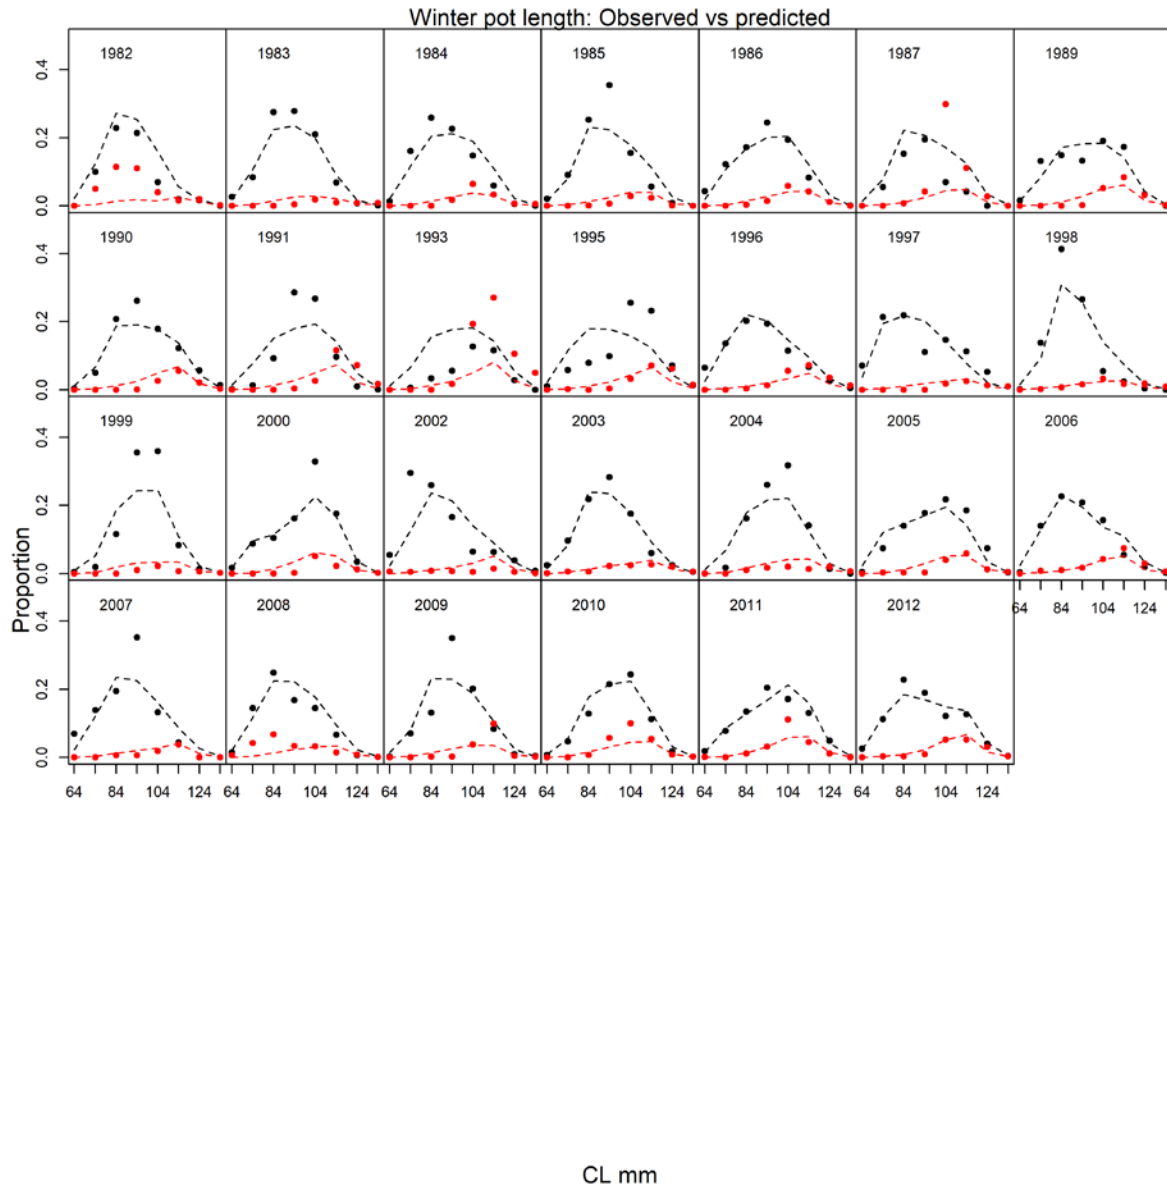 Winter pot length: Observed vs predicted
1982 1983 1984 1985 1986 1987 1989
0.4
0.2
0.0
1990 1991 1993 1995 1996 1997 1998
0.4
0.2
0.0
1999 2000 2002 2003 2004 2005 2006
0.4
0.2
0.0
64 84 104 124
Proportion
2007 2008 2009 2010 2011 2012
0.4
0.2
0.0
64 84 104 124 64 84 104 124 64 84 104 124 64 84 104 124 64 84 104 124 64 84 104 124
CL mm